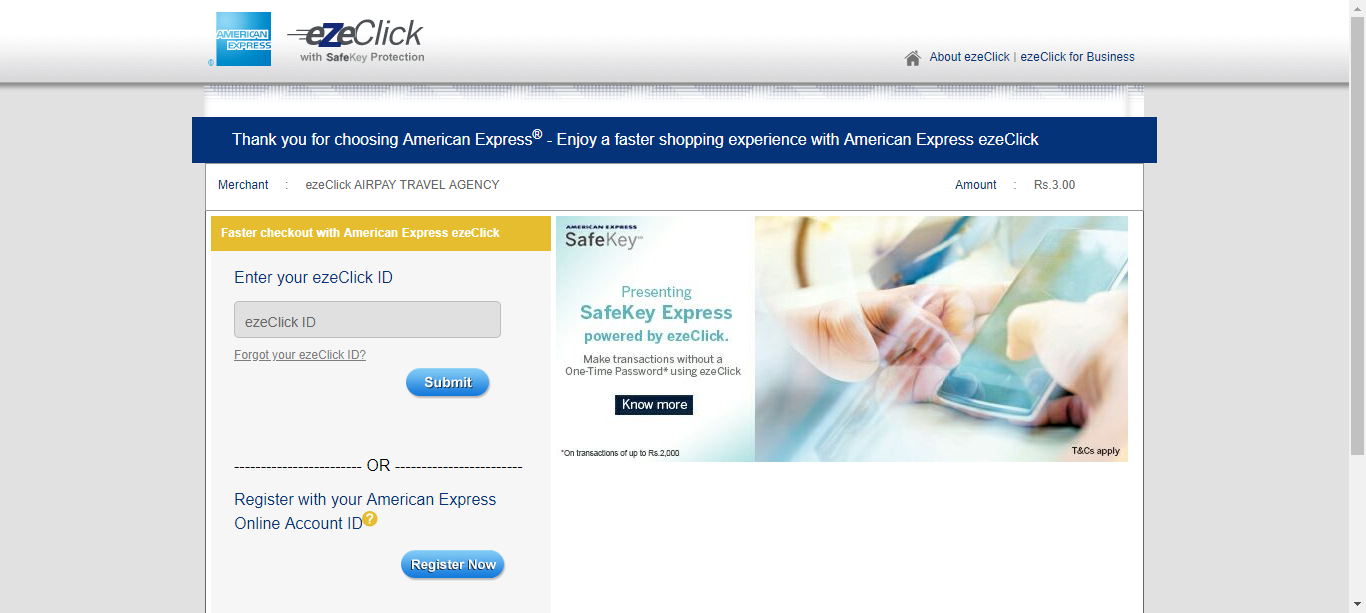 AMERICAN EXPRESS
®
ezeClick
with SafeKey Protection
About ezeClick | ezeClick for Business
Thank you for choosing American Express® - Enjoy a faster shopping experience with American Express ezeClick
Merchant : ezeClick AIRPAY TRAVEL AGENCY Amount : Rs.3.00
Faster checkout with American Express ezeClick
Enter your ezeClick ID
ezeClick ID
Forgot your ezeClick ID?
Submit
------------------------ OR ------------------------
Register with your American Express
Online Account ID?
Register Now
AMERICAN EXPRESS
SafeKey™
Presenting
SafeKey Express
powered by ezeClick.
Make transactions without a
One-Time Password* using ezeClick
Know more
*On transactions of up to Rs.2,000
T&Cs apply